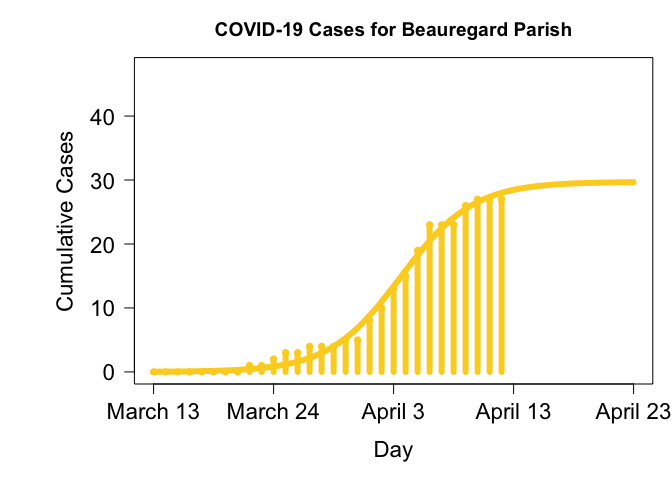 COVID-19 Cases for Beauregard Parish
Cumulative Cases
40
30
20
10
0
March 13 March 24 April 3 April 13 April 23
Day